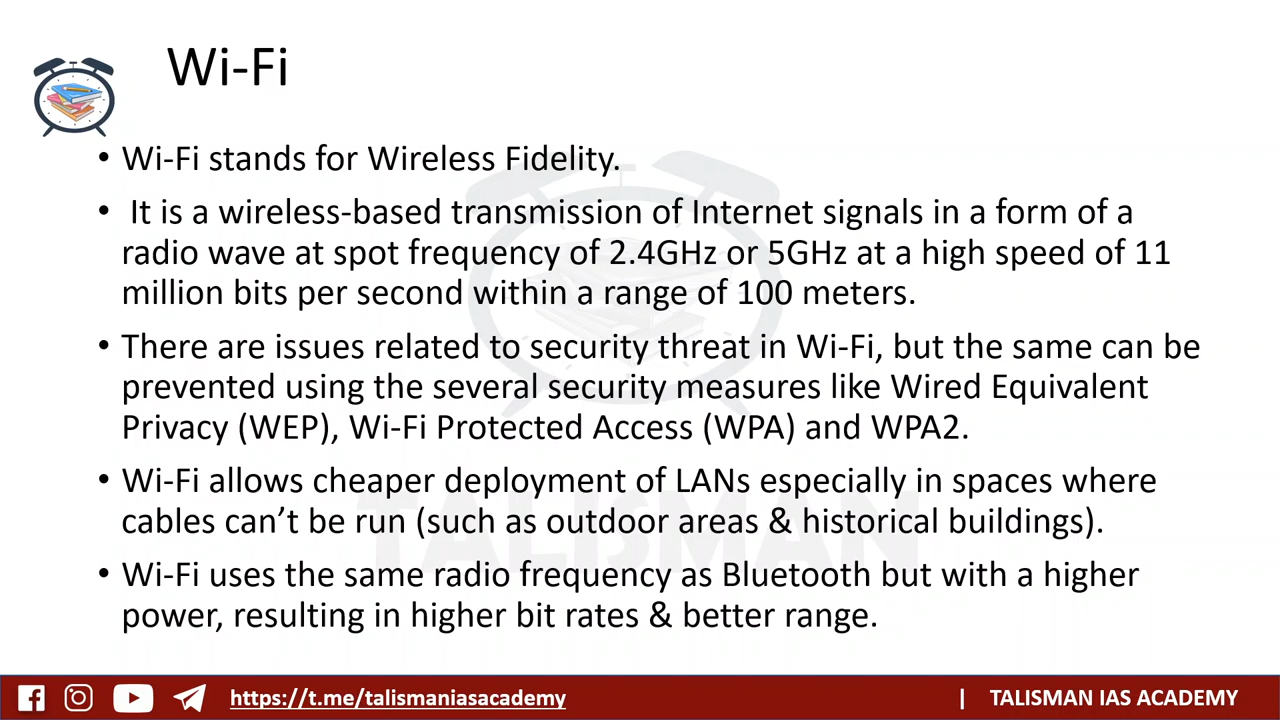 Wi-Fi
• Wi-Fi stands for Wireless Fidelity.
• It is a wireless-based transmission of Internet signals in a form of a
radio wave at spot frequency of 2.4GHz or 5GHz at a high speed of 11
million bits per second within a range of 100 meters.
• There are issues related to security threat in Wi-Fi, but the same can be
prevented using the several security measures like Wired Equivalent
Privacy (WEP), Wi-Fi Protected Access (WPA) and WPA2.
• Wi-Fi allows cheaper deployment of LANs especially in spaces where
cables can’t be run (such as outdoor areas & historical buildings).
• Wi-Fi uses the same radio frequency as Bluetooth but with a higher
power, resulting in higher bit rates & better range.
TALISMAN
https://t.me/talismaniasacademy | TALISMAN IAS ACADEMY